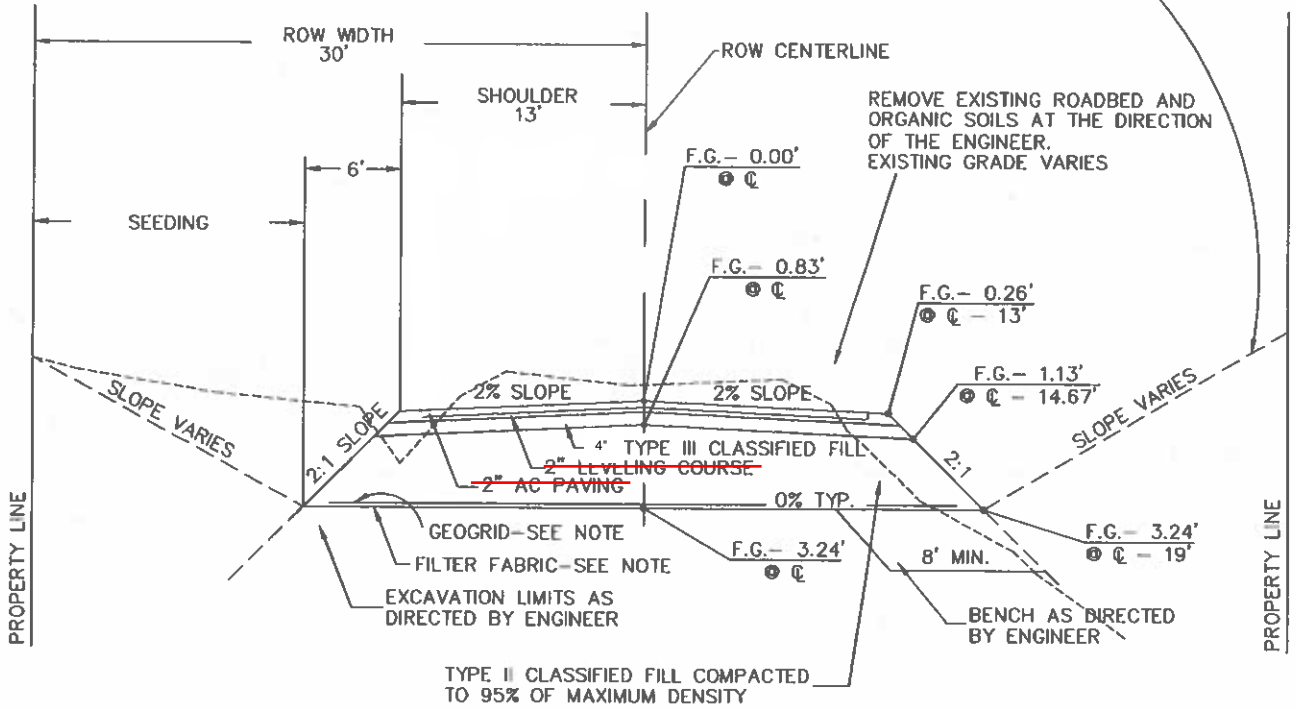 ROW WIDTH
30'
ROW CENTERLINE
SHOULDER
13'
REMOVE EXISTING ROADBED AND
ORGANIC SOILS AT THE DIRECTION
OF THE ENGINEER.
EXISTING GRADE VARIES
F.G.- 0.00'
@ ℄
6'
SEEDING
F.G.- 0.83'
@ ℄
F.G.- 0.26'
@ ℄ - 13'
F.G.- 1.13'
@ ℄ - 14.67'
SLOPE VARIES
2:1 SLOPE
2% SLOPE
2% SLOPE
2:1
SLOPE VARIES
4" TYPE III CLASSIFIED FILL
2" LEVELING COURSE
2" AC PAVING
0% TYP.
GEOGRID-SEE NOTE
FILTER FABRIC-SEE NOTE
F.G.- 3.24'
@ ℄
8' MIN.
F.G.- 3.24'
@ ℄ - 19'
EXCAVATION LIMITS AS
DIRECTED BY ENGINEER
BENCH AS DIRECTED
BY ENGINEER
TYPE II CLASSIFIED FILL COMPACTED
TO 95% OF MAXIMUM DENSITY
PROPERTY LINE
PROPERTY LINE